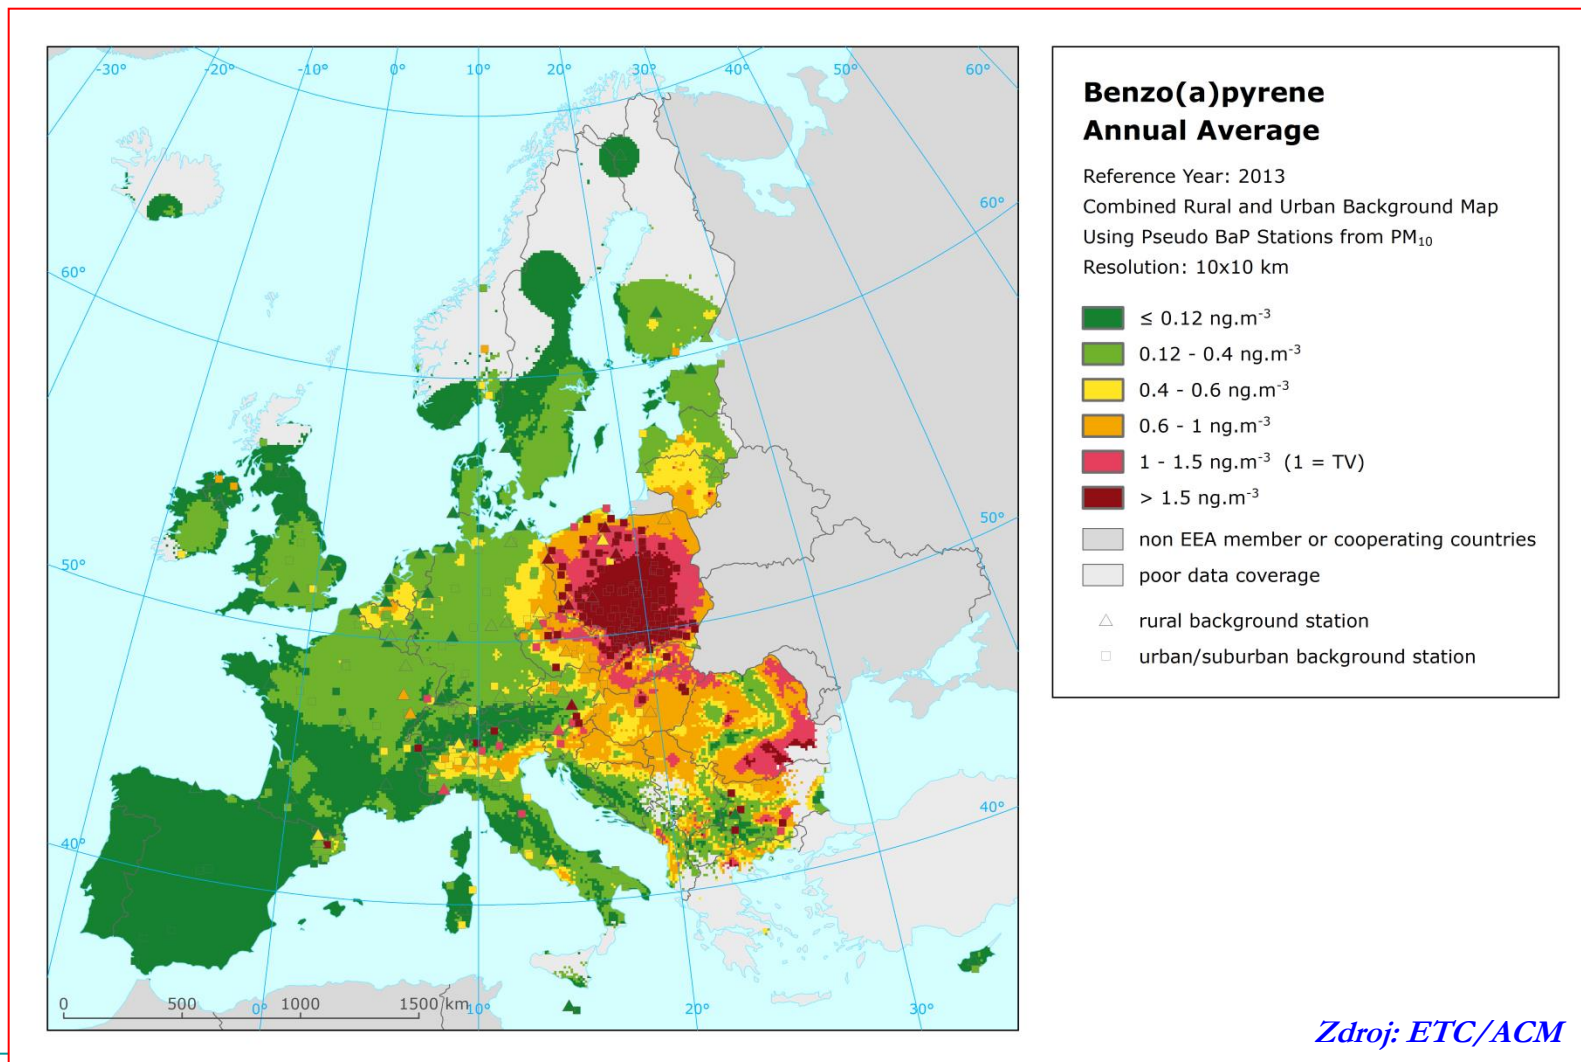 -30°
-20°
-10°
0°
10°
20°
30°
40°
50°
60°
60°
60°
50°
50°
40°
40°
0
500
1000
1500 km
0°
10°
20°
30°
Benzo(a)pyrene
Annual Average
Reference Year: 2013
Combined Rural and Urban Background Map
Using Pseudo BaP Stations from PM₁₀
Resolution: 10x10 km
≤ 0.12 ng.m⁻³
0.12 - 0.4 ng.m⁻³
0.4 - 0.6 ng.m⁻³
0.6 - 1 ng.m⁻³
1 - 1.5 ng.m⁻³ (1 = TV)
> 1.5 ng.m⁻³
non EEA member or cooperating countries
poor data coverage
rural background station
urban/suburban background station
Zdroj: ETC/ACM